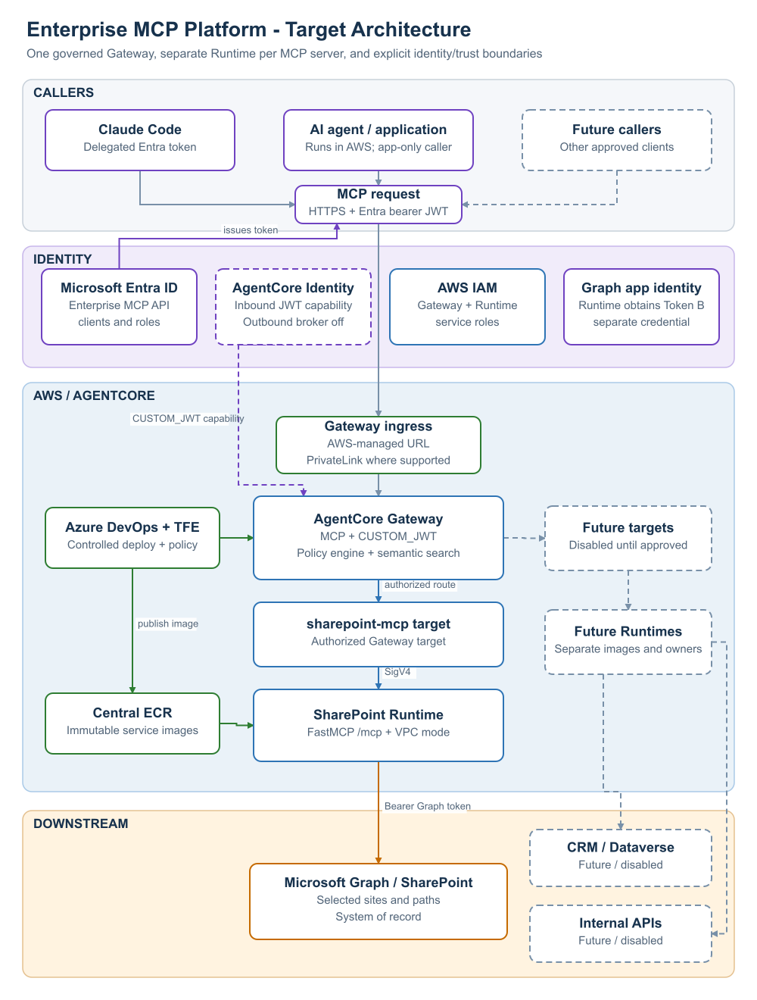 Enterprise MCP Platform - Target Architecture
One governed Gateway, separate Runtime per MCP server, and explicit identity/trust boundaries
CALLERS
Claude Code
Delegated Entra token
AI agent / application
Runs in AWS; app-only caller
Future callers
Other approved clients
MCP request
HTTPS + Entra bearer JWT
issues token
IDENTITY
Microsoft Entra ID
Enterprise MCP API
clients and roles
AgentCore Identity
Inbound JWT capability
Outbound broker off
AWS IAM
Gateway + Runtime
service roles
Graph app identity
Runtime obtains Token B
separate credential
AWS / AGENTCORE
CUSTOM_JWT capability
Gateway ingress
AWS-managed URL
PrivateLink where supported
Azure DevOps + TFE
Controlled deploy + policy
AgentCore Gateway
MCP + CUSTOM_JWT
Policy engine + semantic search
Future targets
Disabled until approved
authorized route
publish image
sharepoint-mcp target
Authorized Gateway target
Future Runtimes
Separate images and owners
SigV4
Central ECR
Immutable service images
SharePoint Runtime
FastMCP /mcp + VPC mode
Bearer Graph token
DOWNSTREAM
CRM / Dataverse
Future / disabled
Microsoft Graph / SharePoint
Selected sites and paths
System of record
Internal APIs
Future / disabled